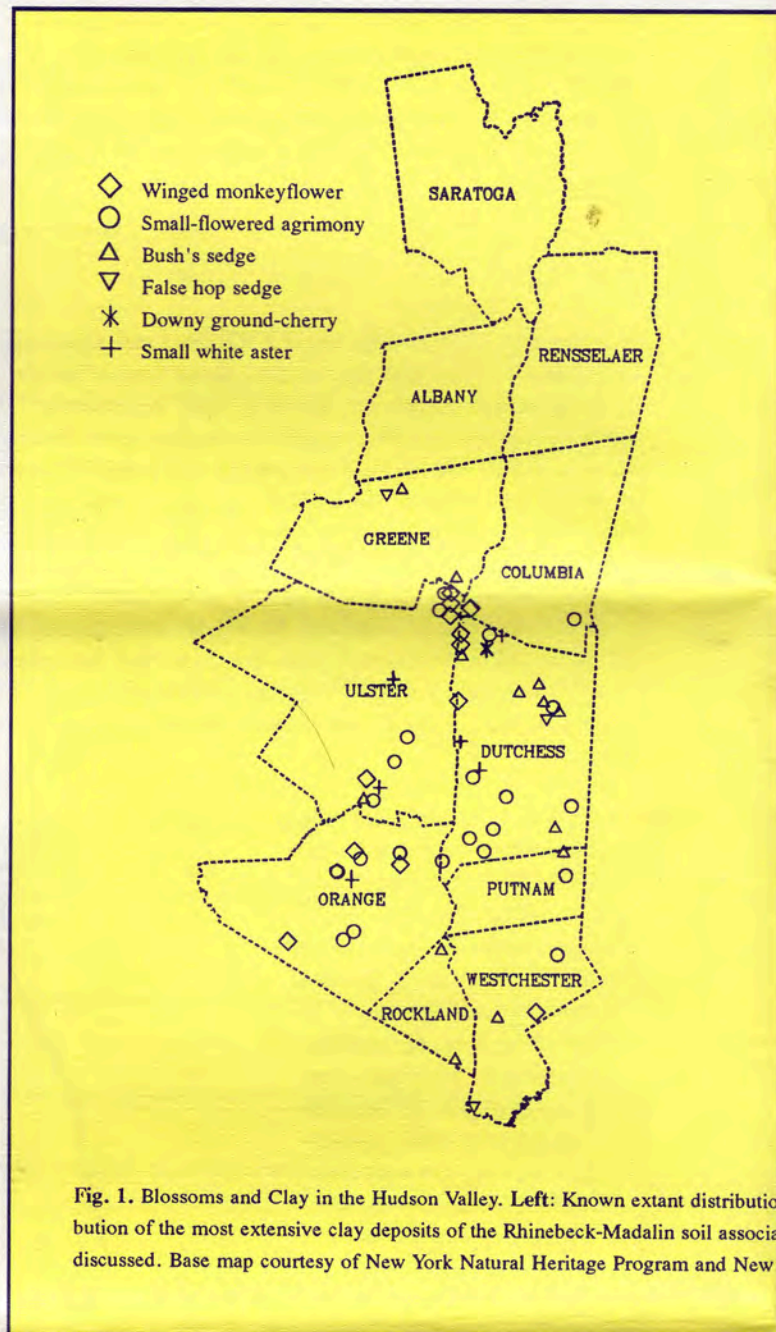 SARATOGA
Winged monkeyflower
Small-flowered agrimony
Bush's sedge
False hop sedge
Downy ground-cherry
Small white aster
RENSSELAER
ALBANY
GREENE
COLUMBIA
ULSTER
DUTCHESS
ORANGE
PUTNAM
WESTCHESTER
ROCKLAND
Fig. 1. Blossoms and Clay in the Hudson Valley. Left: Known extant distributio
bution of the most extensive clay deposits of the Rhinebeck-Madalin soil associa
discussed. Base map courtesy of New York Natural Heritage Program and New